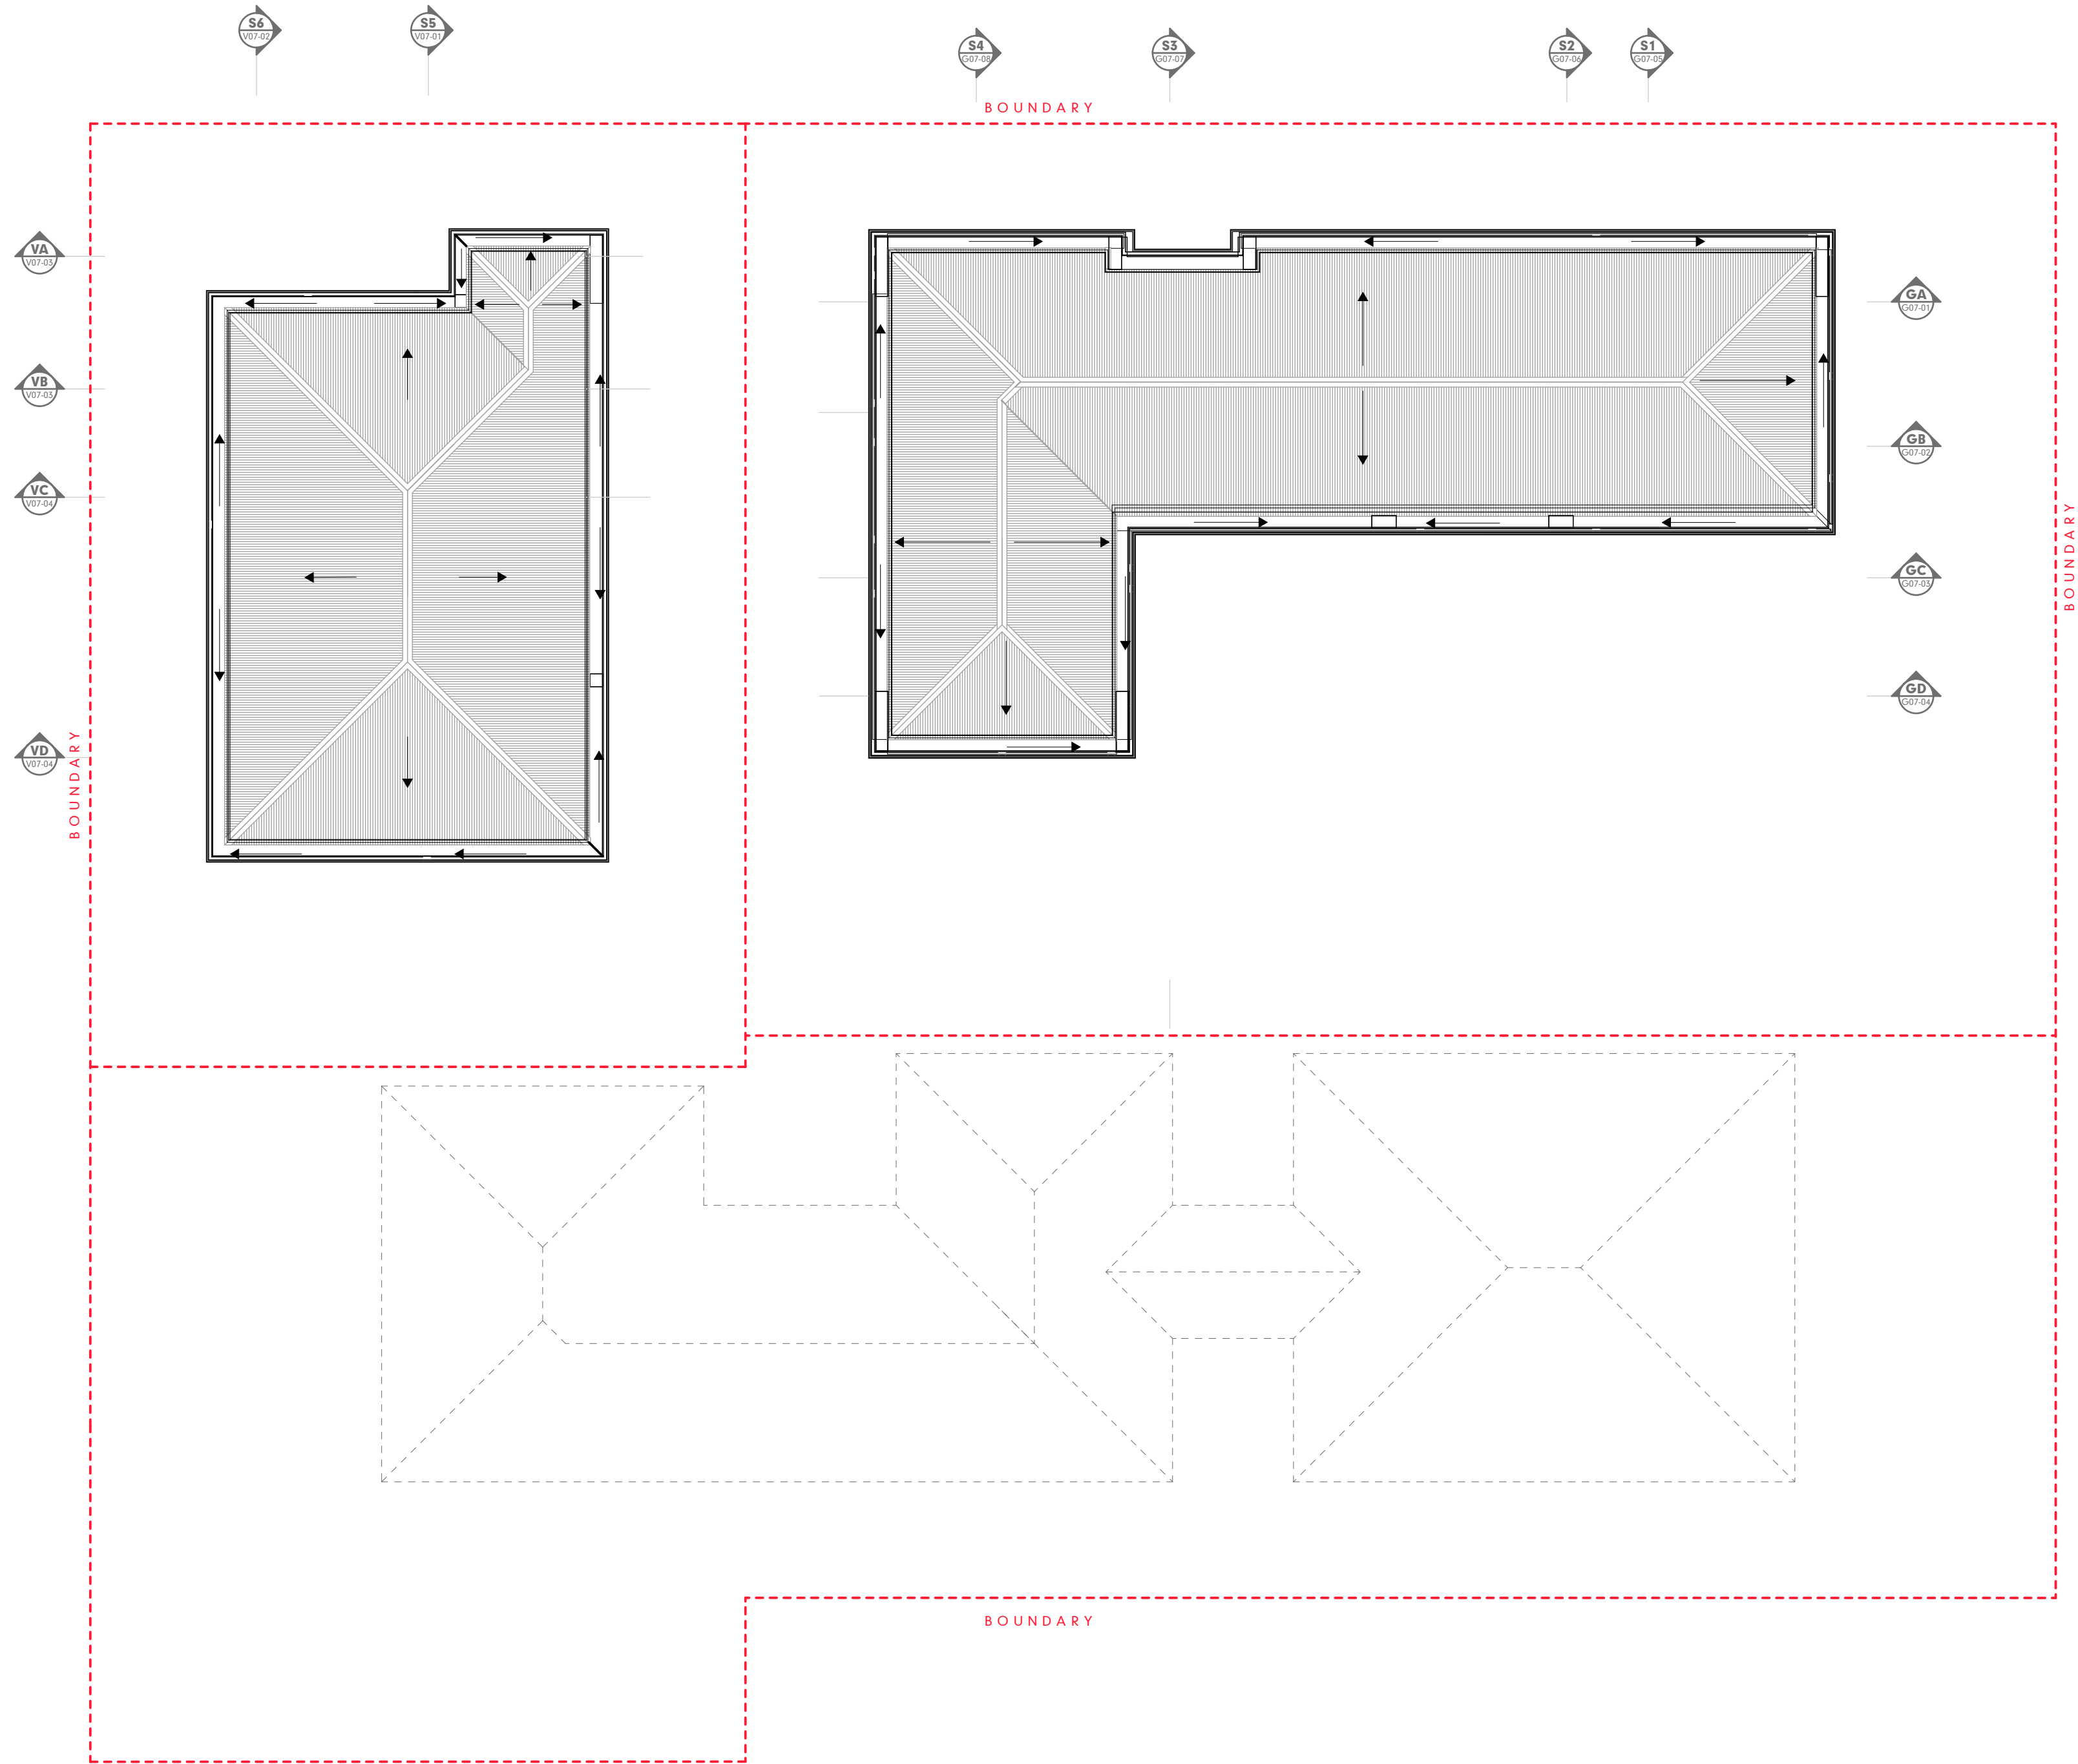 S6
V07-02
S5
V07-01
S4
G07-08
S3
G07-07
S2
G07-06
S1
G07-05
BOUNDARY
VA
V07-03
GA
G07-01
VB
V07-03
GB
G07-02
VC
V07-04
GC
G07-03
BOUNDARY
GD
G07-04
VD
V07-04
BOUNDARY
BOUNDARY